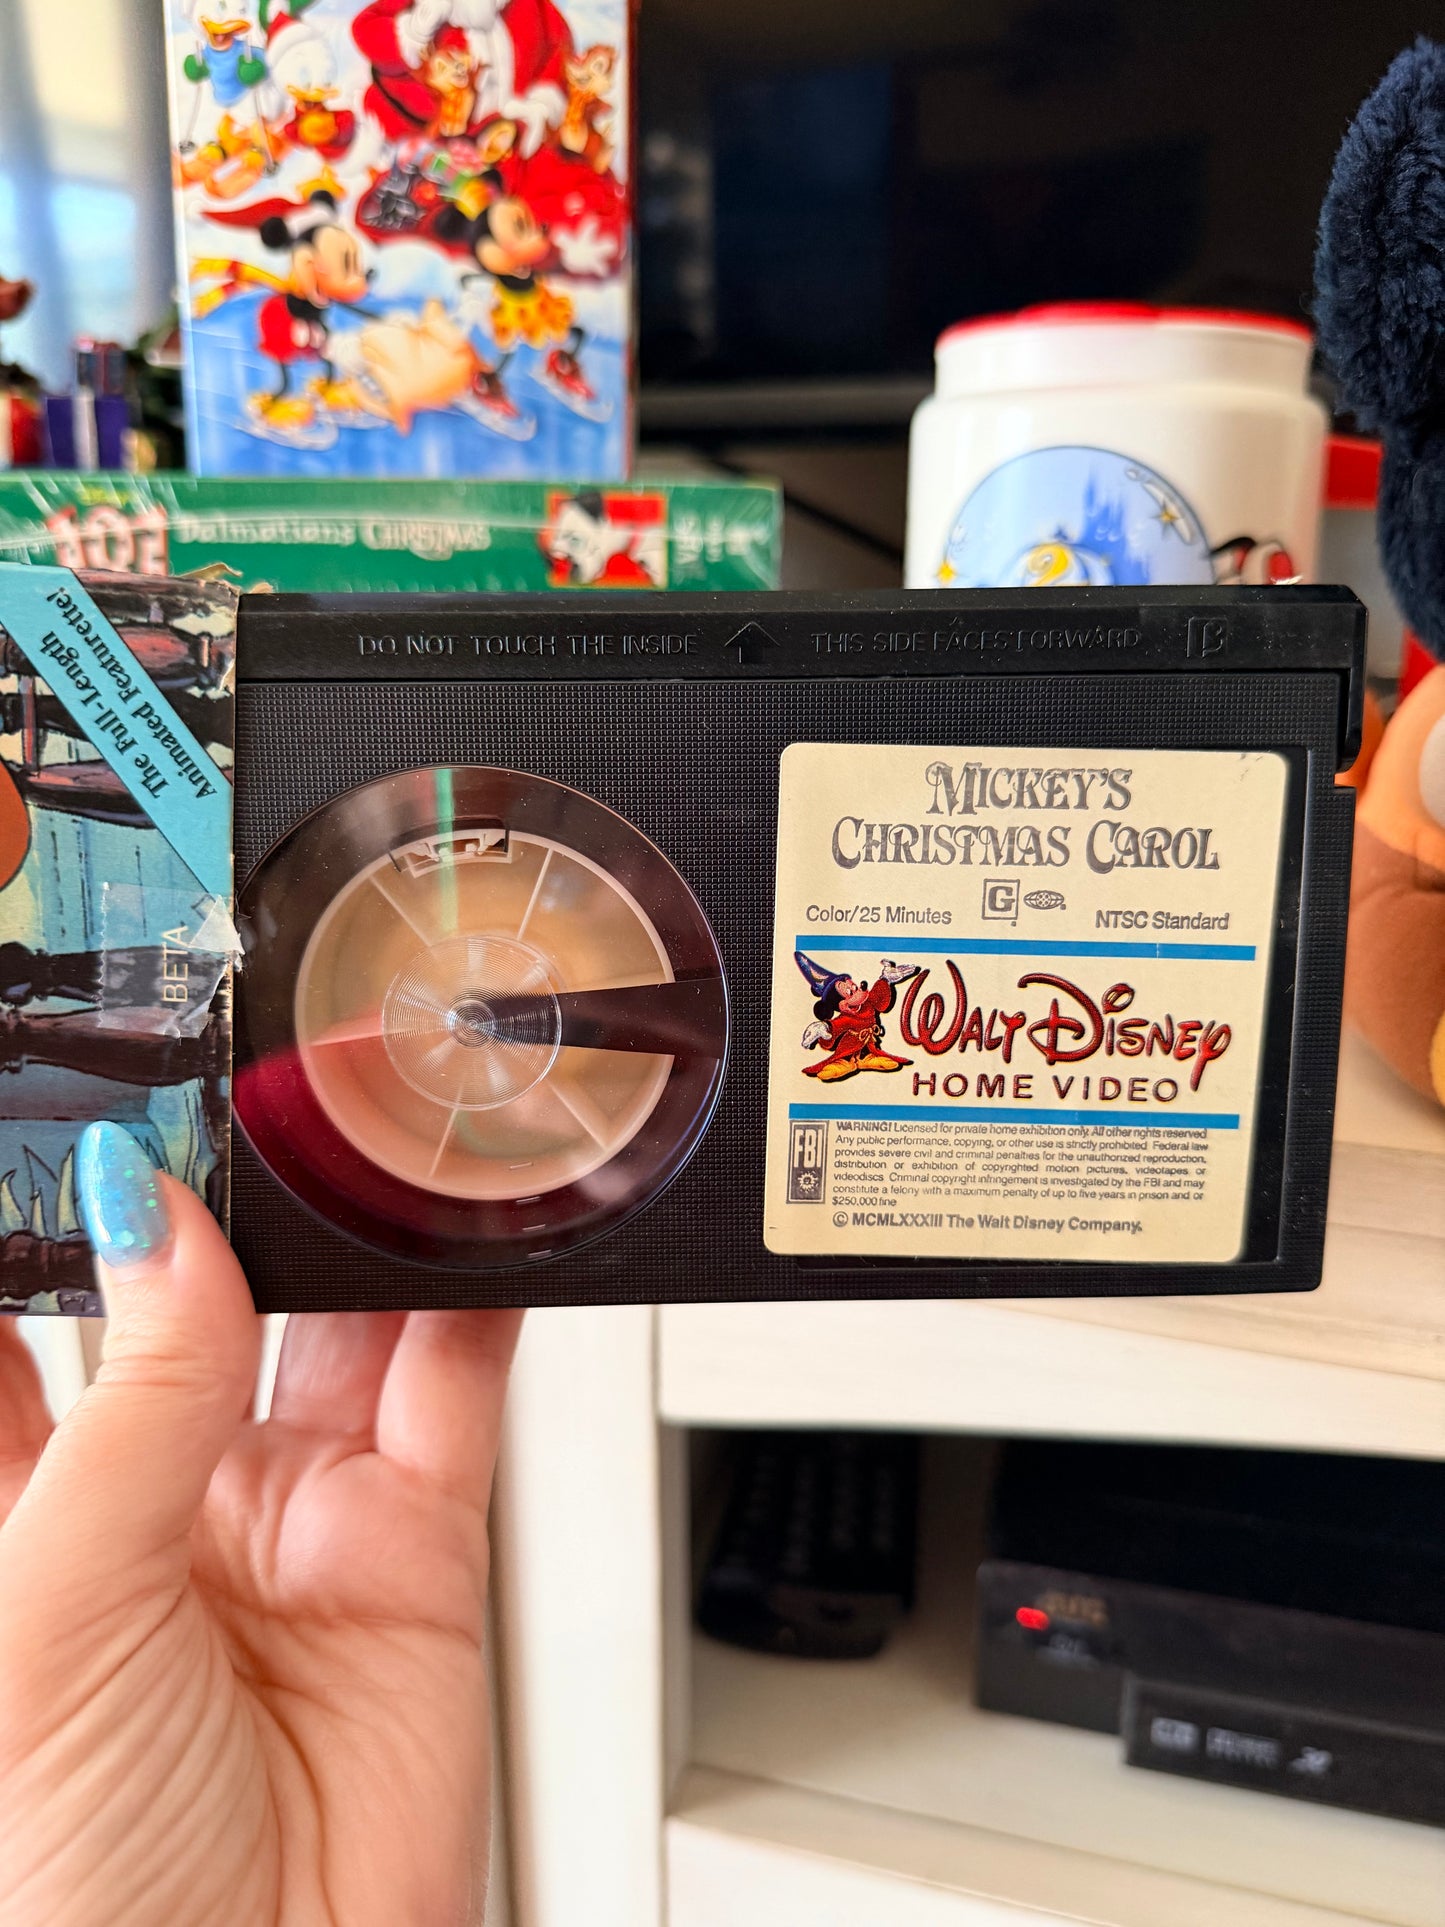 101 Dalmatians CHRISTMAS
The Full-Length
Animated Featurette!
BETA
DO NOT TOUCH THE INSIDE THIS SIDE FACES FORWARD
MICKEY'S
CHRISTMAS CAROL
G
Color/25 Minutes NTSC Standard
WALT DISNEY
HOME VIDEO
FBI
WARNING! Licensed for private home exhibition only. All other rights reserved
Any public performance, copying, or other use is strictly prohibited. Federal law
provides severe civil and criminal penalties for the unauthorized reproduction,
distribution or exhibition of copyrighted motion pictures, videotapes or
videodiscs. Criminal copyright infringement is investigated by the FBI and may
constitute a felony with a maximum penalty of up to five years in prison and or
$250,000 fine
© MCMLXXXIII The Walt Disney Company.